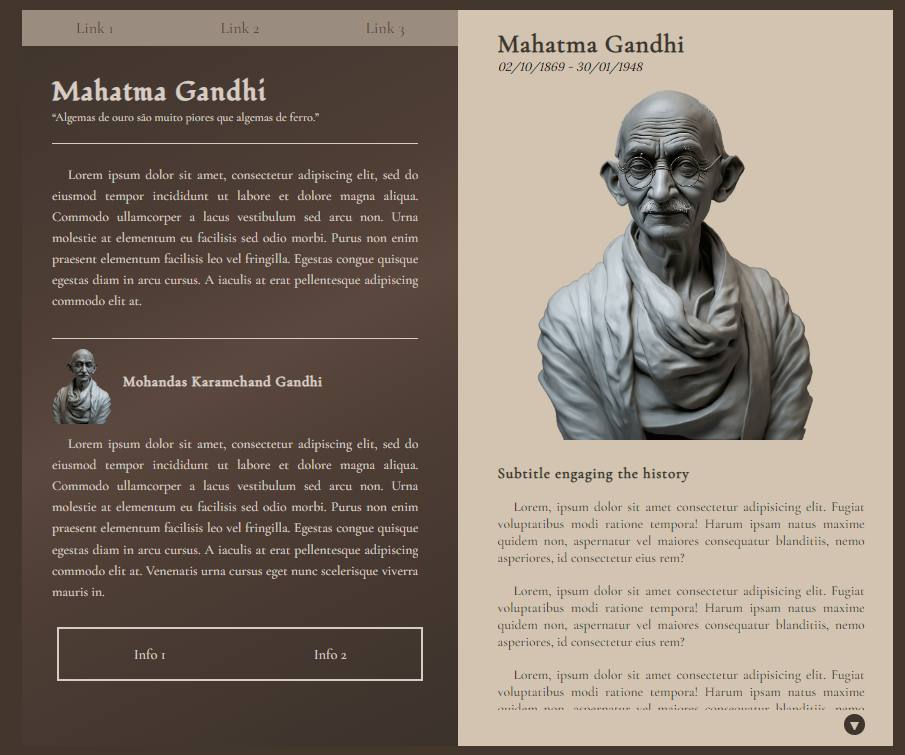 Link 1 Link 2 Link 3
Mahatma Gandhi
“Algemas de ouro são muito piores que algemas de ferro.”
Lorem ipsum dolor sit amet, consectetur adipiscing elit, sed do
eiusmod tempor incididunt ut labore et dolore magna aliqua.
Commodo ullamcorper a lacus vestibulum sed arcu non. Urna
molestie at elementum eu facilisis sed odio morbi. Purus non enim
praesent elementum facilisis leo vel fringilla. Egestas congue quisque
egestas diam in arcu cursus. A iaculis at erat pellentesque adipiscing
commodo elit at.
Mohandas Karamchand Gandhi
Lorem ipsum dolor sit amet, consectetur adipiscing elit, sed do
eiusmod tempor incididunt ut labore et dolore magna aliqua.
Commodo ullamcorper a lacus vestibulum sed arcu non. Urna
molestie at elementum eu facilisis sed odio morbi. Purus non enim
praesent elementum facilisis leo vel fringilla. Egestas congue quisque
egestas diam in arcu cursus. A iaculis at erat pellentesque adipiscing
commodo elit at. Venenatis urna cursus eget nunc scelerisque viverra
mauris in.
Info 1 Info 2
Mahatma Gandhi
02/10/1869 - 30/01/1948
Subtitle engaging the history
Lorem, ipsum dolor sit amet consectetur adipisicing elit. Fugiat
voluptatibus modi ratione tempora! Harum ipsam natus maxime
quidem non, aspernatur vel maiores consequatur blanditiis, nemo
asperiores, id consectetur eius rem?
Lorem, ipsum dolor sit amet consectetur adipisicing elit. Fugiat
voluptatibus modi ratione tempora! Harum ipsam natus maxime
quidem non, aspernatur vel maiores consequatur blanditiis, nemo
asperiores, id consectetur eius rem?
Lorem, ipsum dolor sit amet consectetur adipisicing elit. Fugiat
voluptatibus modi ratione tempora! Harum ipsam natus maxime
quidem non, aspernatur vel maiores consequatur blanditiis, nemo